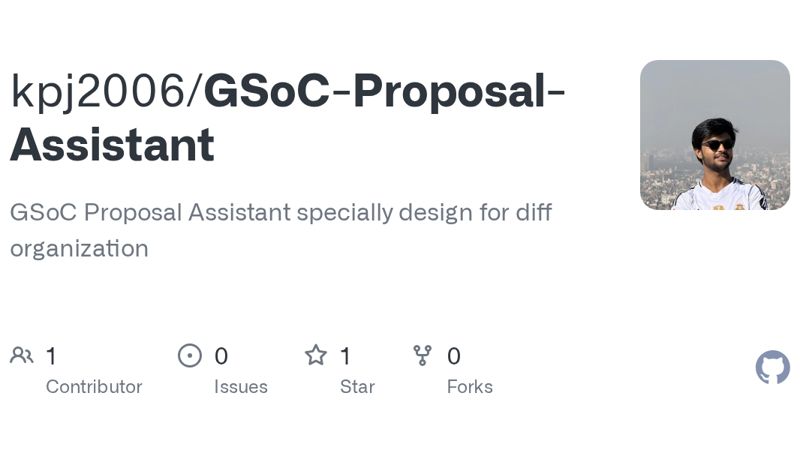 kpj2006/GSoC-Proposal-
Assistant
GSoC Proposal Assistant specially design for diff
organization
1 0 1 0
Contributor Issues Star Forks